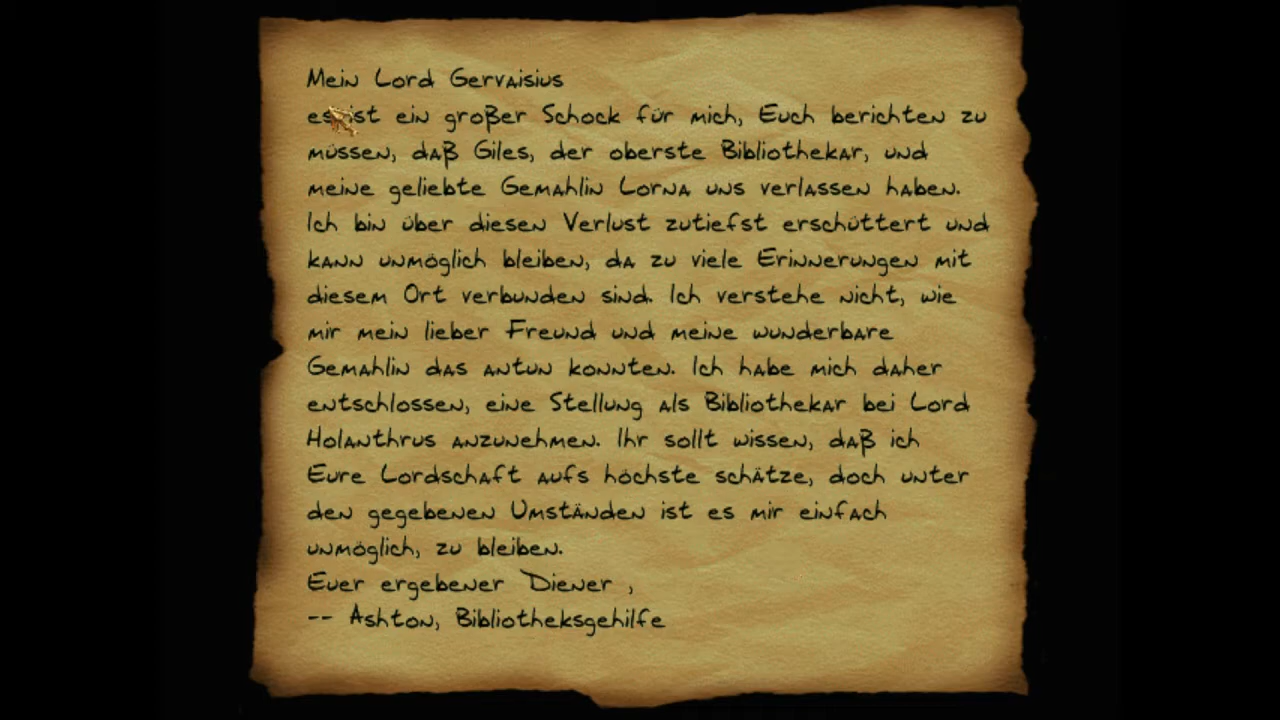 Mein Lord Gervaisius
es ist ein großer Schock für mich, Euch berichten zu
müssen, daß Giles, der oberste Bibliothekar, und
meine geliebte Gemahlin Lorna uns verlassen haben.
Ich bin über diesen Verlust zutiefst erschüttert und
kann unmöglich bleiben, da zu viele Erinnerungen mit
diesem Ort verbunden sind. Ich verstehe nicht, wie
mir mein lieber Freund und meine wunderbare
Gemahlin das antun konnten. Ich habe mich daher
entschlossen, eine Stellung als Bibliothekar bei Lord
Holanthrus anzunehmen. Ihr sollt wissen, daß ich
Eure Lordschaft aufs höchste schätze, doch unter
den gegebenen Umständen ist es mir einfach
unmöglich, zu bleiben.
Euer ergebener Diener ,
-- Ashton, Bibliotheksgehilfe